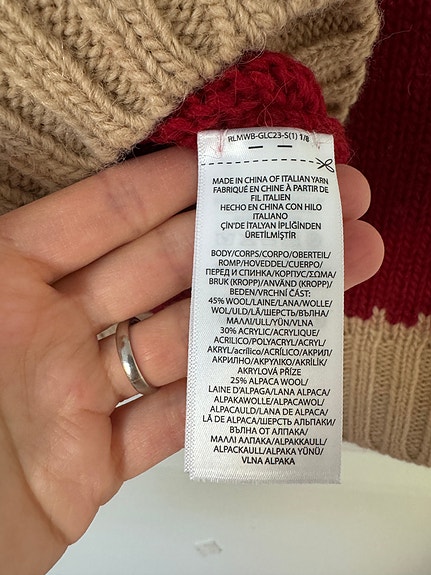 RLMWB-GLC23-S(1) 1/8
MADE IN CHINA OF ITALIAN YARN
FABRIQUÉ EN CHINE À PARTIR DE
FIL ITALIEN
HECHO EN CHINA CON HILO
ITALIANO
ÇİN'DE İTALYAN İPLİĞİNDEN
ÜRETİLMİŞTİR
BODY/CORPS/CORPO/OBERTEIL/
ROMP/HOVEDDEL/CUERPO/
ПЕРЕД И СПИНКА/КОРПУС/ΣΩΜΑ/
BRUK (KROPP)/ANVÄND (KROPP)/
BEDEN/VRCHNÍ ČÁST:
45% WOOL/LAINE/LANA/WOLLE/
WOL/ULD/LÃ/ШЕРСТЬ/ВЪЛНА/
ΜΑΛΛΙ/ULL/YÜN/VLNA
30% ACRYLIC/ACRYLIQUE/
ACRILICO/POLYACRYL/ACRYL/
AKRYL/acrílico/ACRÍLICO/АКРИЛ/
АКРИЛНО/ΑΚΡΥΛΙΚΟ/AKRİLİK/
AKRYLOVÁ PŘÍZE
25% ALPACA WOOL/
LAINE D'ALPAGA/LANA ALPACA/
ALPAKAWOLLE/ALPACAWOL/
ALPACAULD/LANA DE ALPACA/
LÃ DE ALPACA/ШЕРСТЬ АЛЬПАКИ/
ВЪЛНА ОТ АЛПАКА/
ΜΑΛΛΙ ΑΛΠΑΚΑ/ALPAKKAULL/
ALPACKAULL/ALPAKA YÜNÜ/
VLNA ALPAKA